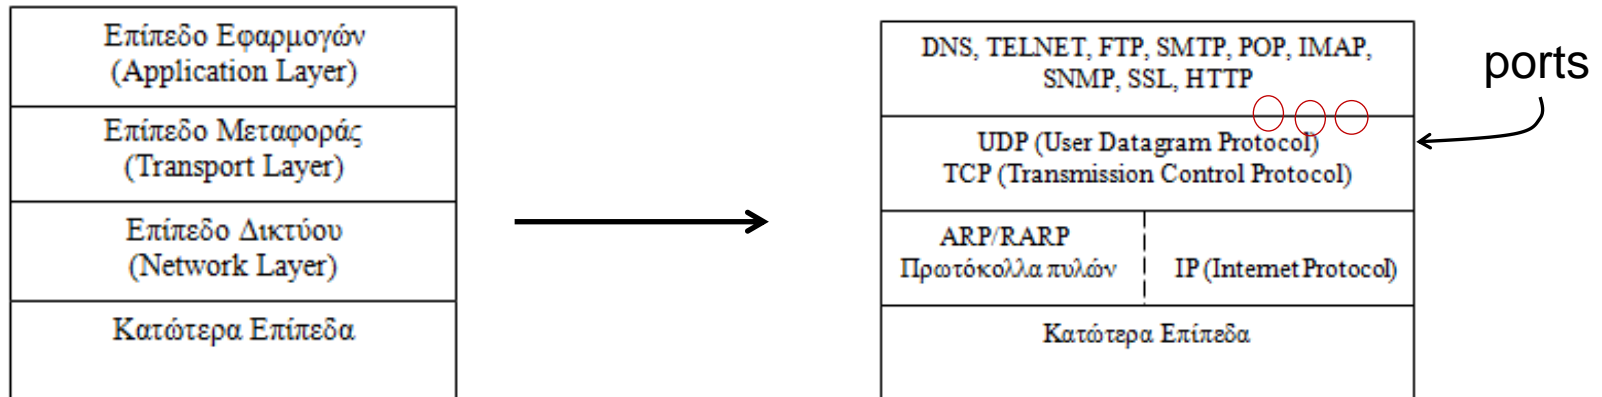 Επίπεδο Εφαρμογών
(Application Layer)
Επίπεδο Μεταφοράς
(Transport Layer)
Επίπεδο Δικτύου
(Network Layer)
Κατώτερα Επίπεδα
DNS, TELNET, FTP, SMTP, POP, IMAP,
SNMP, SSL, HTTP
UDP (User Datagram Protocol)
TCP (Transmission Control Protocol)
ARP/RARP
Πρωτόκολλα πυλών
IP (Internet Protocol)
Κατώτερα Επίπεδα
ports